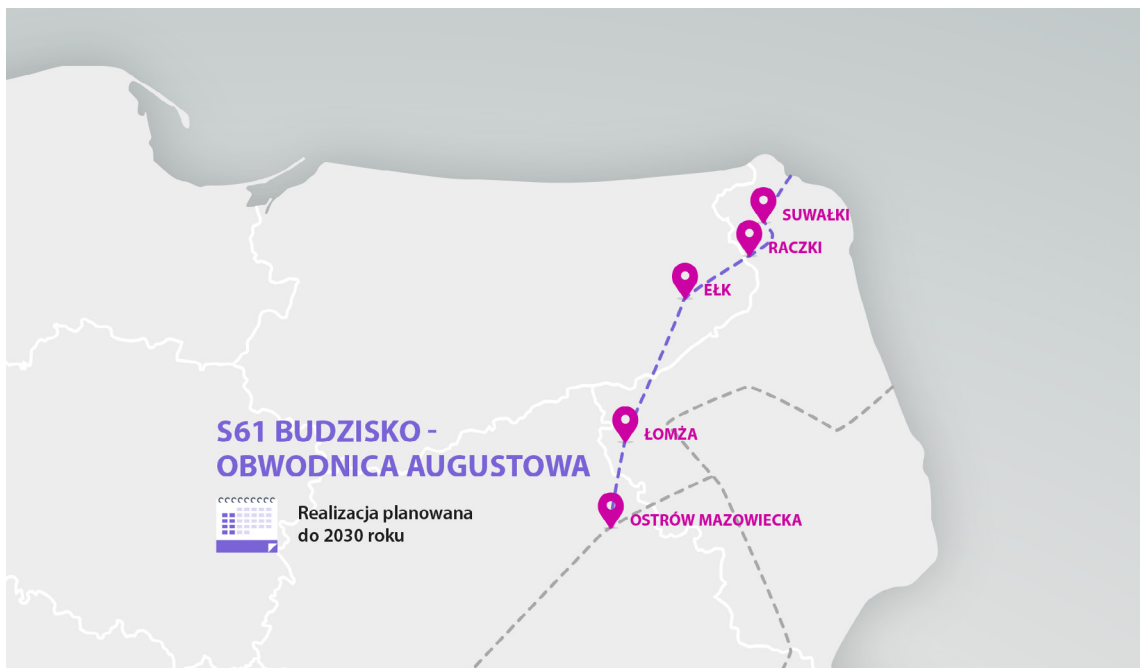 SUWAŁKI
RACZKI
EŁK
ŁOMŻA
OSTRÓW MAZOWIECKA
S61 BUDZISKO -
OBWODNICA AUGUSTOWA
Realizacja planowana
do 2030 roku